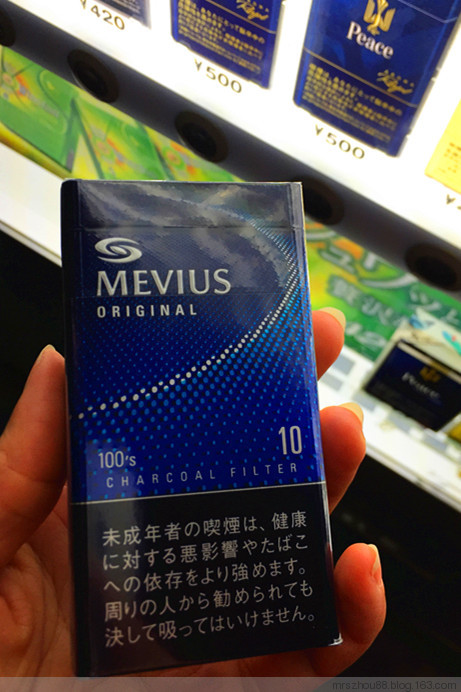 ¥420
¥500
Peace
¥500
MEVIUS
ORIGINAL
100's
10
CHARCOAL FILTER
Peace
未成年者の喫煙は、健康
に対する悪影響やたばこ
への依存をより強めます。
周りの人から勧められても
決して吸ってはいけません。
mrszhou88.blog.163.com